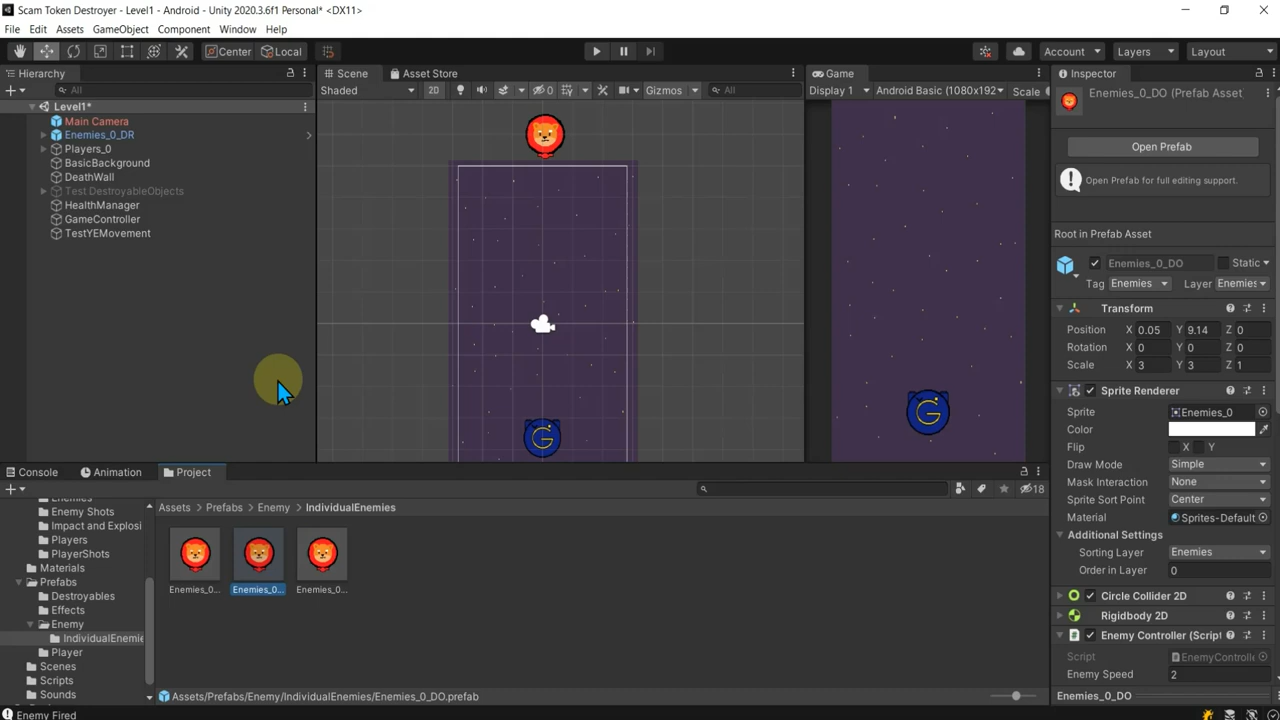 Scam Token Destroyer - Level1 - Android - Unity 2020.3.6f1 Personal* <DX11>
File Edit Assets GameObject Component Window Help
Center Local Account Layers Layout
Hierarchy Scene Asset Store Game Inspector
All Shaded 2D 0 Gizmos All Display 1 Android Basic (1080x192 Scale Enemies_0_DO (Prefab Asset
Level1*
Main Camera
Enemies_0_DR
Players_0
BasicBackground
DeathWall
Test DestroyableObjects
HealthManager
GameController
TestYEMovement
G
G
Open Prefab
Open Prefab for full editing support.
Root in Prefab Asset
Enemies_0_DO Static
Tag Enemies Layer Enemies
Transform
Position X 0.05 Y 9.14 Z 0
Rotation X 0 Y 0 Z 0
Scale X 3 Y 3 Z 1
Sprite Renderer
Sprite Enemies_0
Color
Flip X Y
Draw Mode Simple
Mask Interaction None
Sprite Sort Point Center
Material Sprites-Default
Additional Settings
Sorting Layer Enemies
Order in Layer 0
Circle Collider 2D
Rigidbody 2D
Enemy Controller (Script
Script EnemyControlle
Enemy Speed 2
Enemies_0_DO
Console Animation Project
18
Enemies
Enemy Shots
Impact and Explosi
Players
PlayerShots
Materials
Prefabs
Destroyables
Effects
Enemy
IndividualEnemie
Player
Scenes
Scripts
Sounds
Assets Prefabs Enemy IndividualEnemies
Enemies_0... Enemies_0... Enemies_0...
Assets/Prefabs/Enemy/IndividualEnemies/Enemies_0_DO.prefab
Enemy Fired